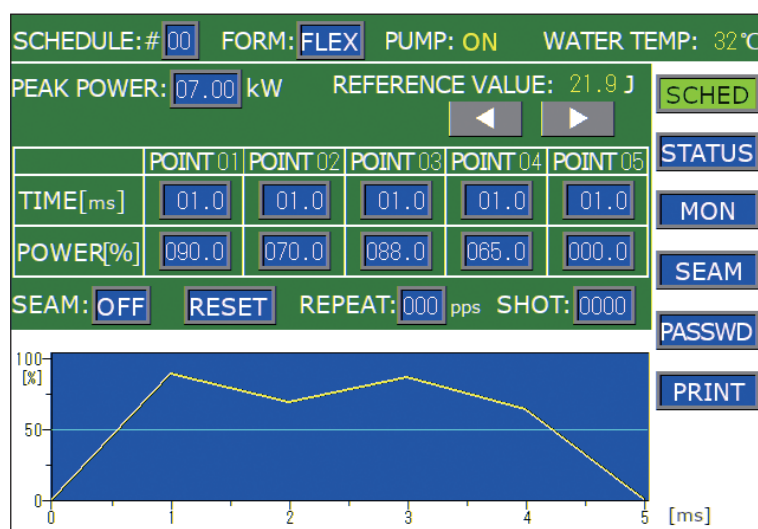 SCHEDULE:# 00 FORM: FLEX PUMP: ON WATER TEMP: 32℃
PEAK POWER: 07.00 kW REFERENCE VALUE: 21.9 J
◀ ▶
SCHED
POINT 01 POINT 02 POINT 03 POINT 04 POINT 05
STATUS
TIME[ms] 01.0 01.0 01.0 01.0 01.0
MON
POWER[%] 090.0 070.0 088.0 065.0 000.0
SEAM
SEAM: OFF RESET REPEAT: 000 pps SHOT: 0000
PASSWD
PRINT
100
[%]
50
0
0 1 2 3 4 5 [ms]